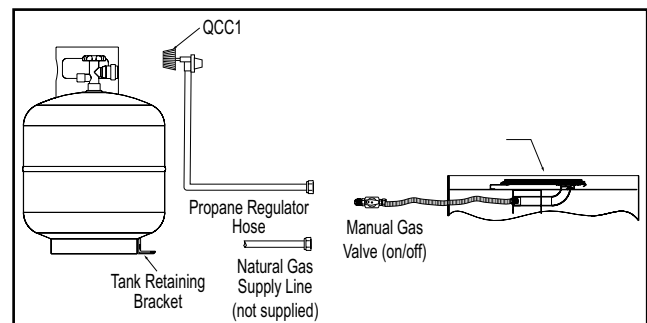 QCC1
Propane Regulator
Hose
Manual Gas
Valve (on/off)
Tank Retaining
Bracket
Natural Gas
Supply Line
(not supplied)